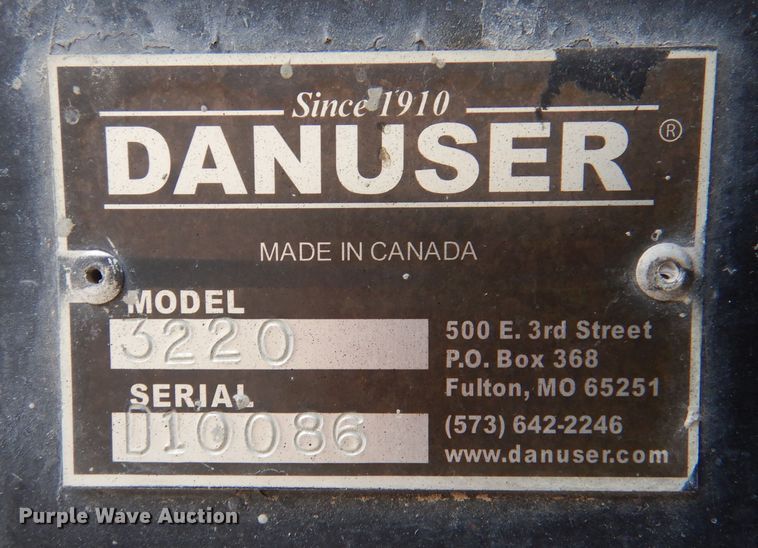 Since 1910
DANUSER®
MADE IN CANADA
MODEL
3220
SERIAL
D10086
500 E. 3rd Street
P.O. Box 368
Fulton, MO 65251
(573) 642-2246
www.danuser.com
Purple Wave Auction